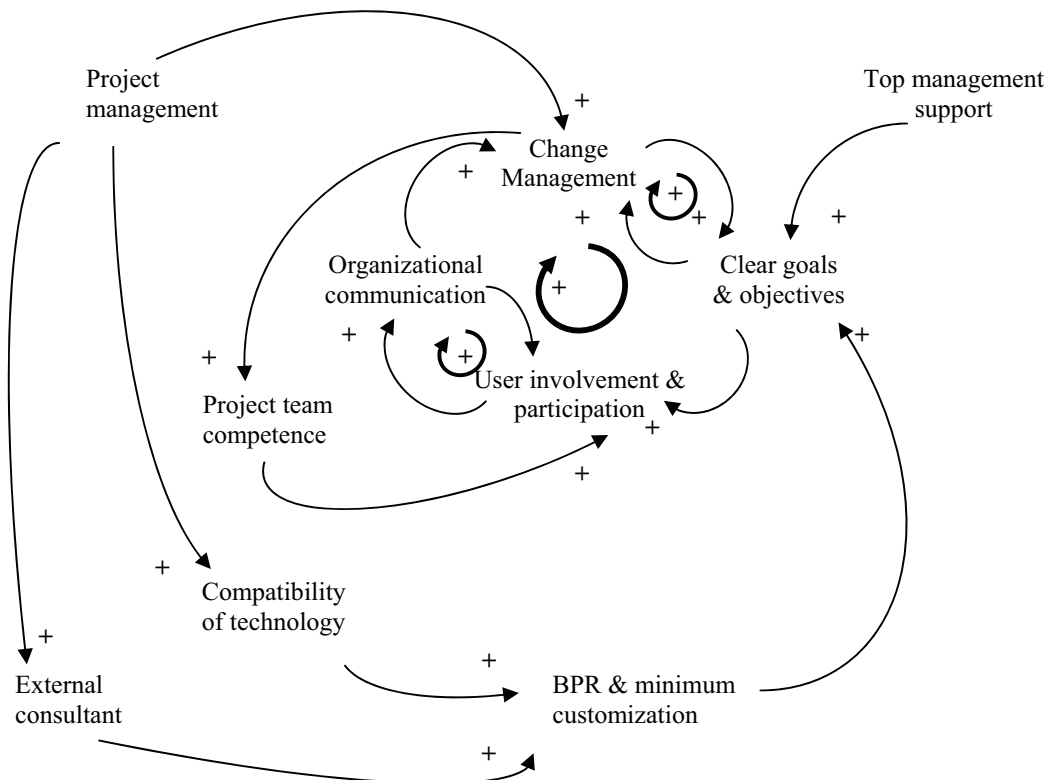 Project
management
Top management
support
+
Change
Management
+
+
+
+
+
Organizational
communication
+
Clear goals
& objectives
+
+
+
+
User involvement &
participation
Project team
competence
+
+
+
Compatibility
of technology
+
+
External
consultant
BPR & minimum
customization
+